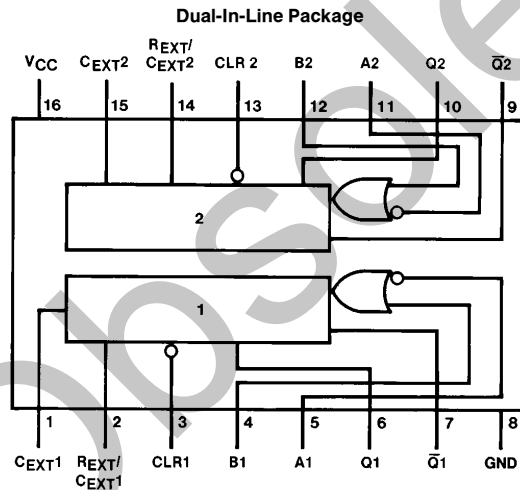 Dual-In-Line Package
VCC CEXT2 REXT/ CEXT2 CLR 2 B2 A2 Q2 Q̅2
16 15 14 13 12 11 10 9
2
1
1 2 3 4 5 6 7 8
CEXT1 REXT/ CEXT1 CLR1 B1 A1 Q1 Q̅1 GND
Obsolete